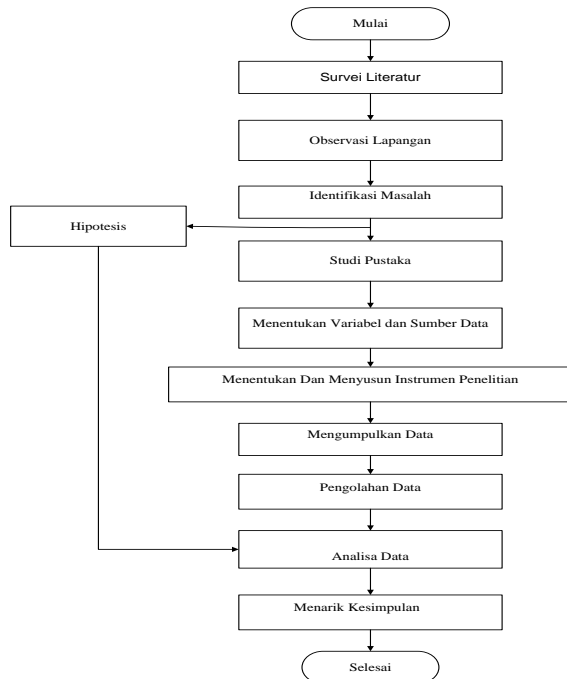 Mulai
Survei Literatur
Observasi Lapangan
Identifikasi Masalah
Hipotesis
Studi Pustaka
Menentukan Variabel dan Sumber Data
Menentukan Dan Menyusun Instrumen Penelitian
Mengumpulkan Data
Pengolahan Data
Analisa Data
Menarik Kesimpulan
Selesai